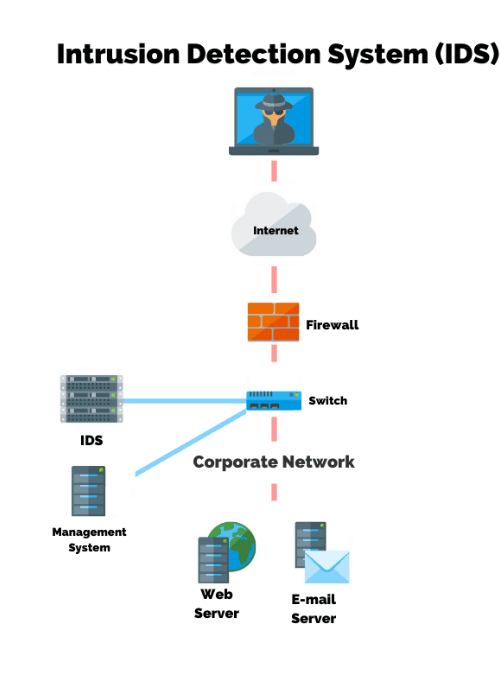 Intrusion Detection System (IDS)
Internet
Firewall
Switch
IDS
Corporate Network
Management
System
Web
Server
E-mail
Server